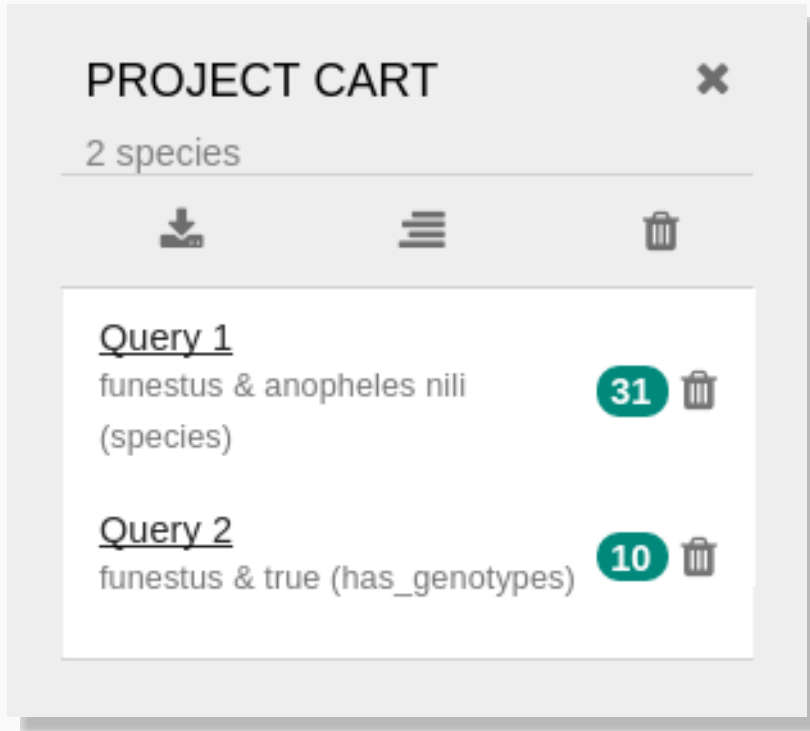 PROJECT CART
2 species
Query 1
funestus & anopheles nili
(species)
31
Query 2
funestus & true (has_genotypes)
10